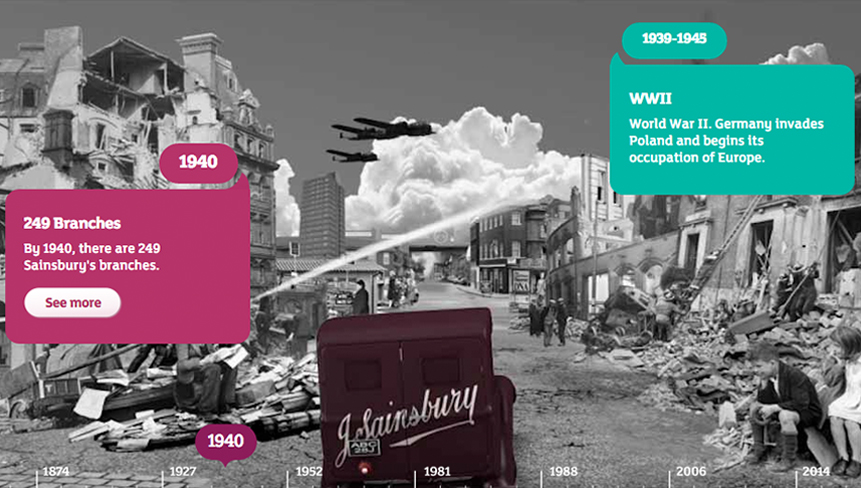 1939-1945
WWII
World War II. Germany invades
Poland and begins its
occupation of Europe.
1940
249 Branches
By 1940, there are 249
Sainsbury's branches.
See more
J. Sainsbury
ABC
28J
1940
1874
1927
1952
1981
1988
2006
2014